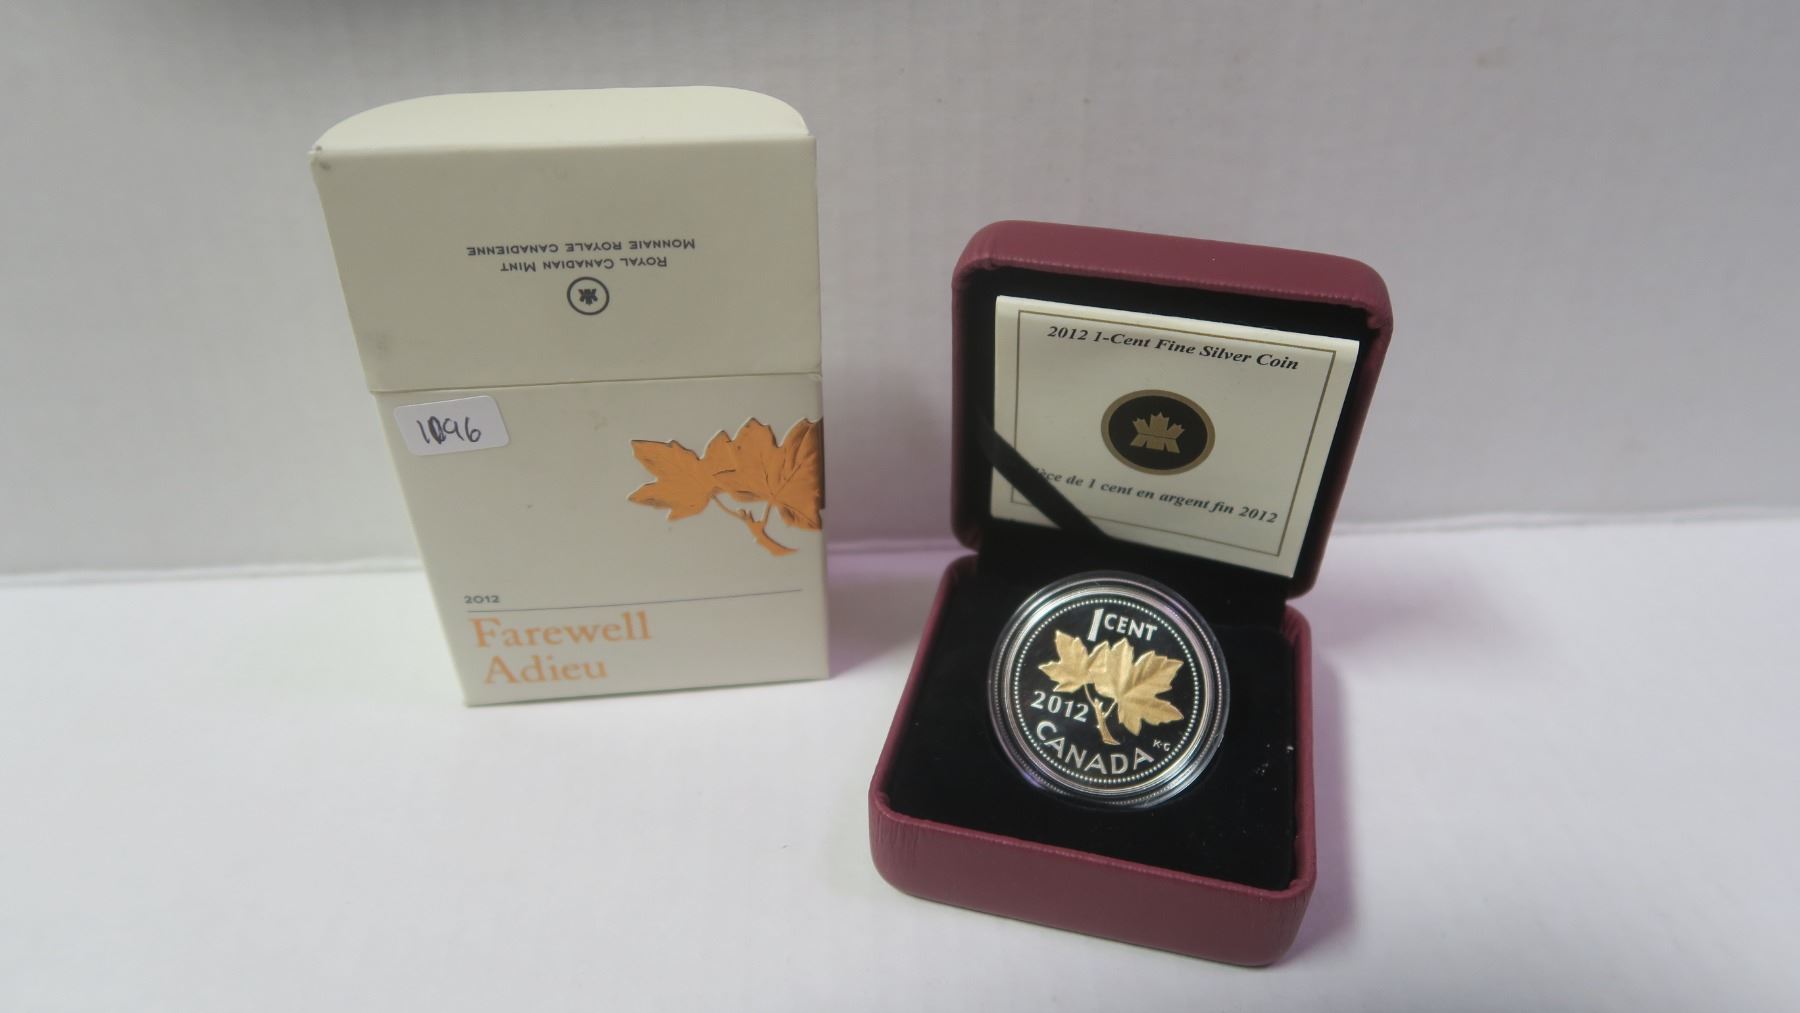 ROYAL CANADIAN MINT
MONNAIE ROYALE CANADIENNE
2012
Farewell
Adieu
2012 1-Cent Fine Silver Coin
de 1 cent en argent fin 2012
1 CENT
2012
CANADA
K·G